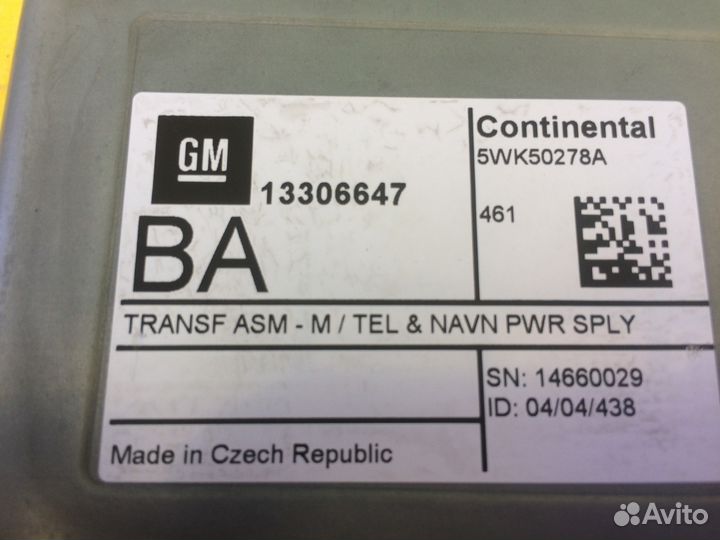 GM
13306647
BA
Continental
5WK50278A
461
TRANSF ASM - M / TEL & NAVN PWR SPLY
SN: 14660029
ID: 04/04/438
Made in Czech Republic
Avito